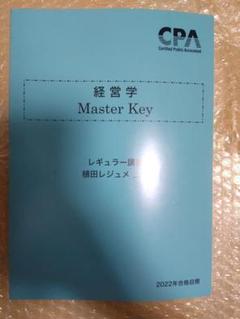 CPA
Certified Public Accountant
経営学
Master Key
レギュラー講
植田レジュメ
2022年合格目標